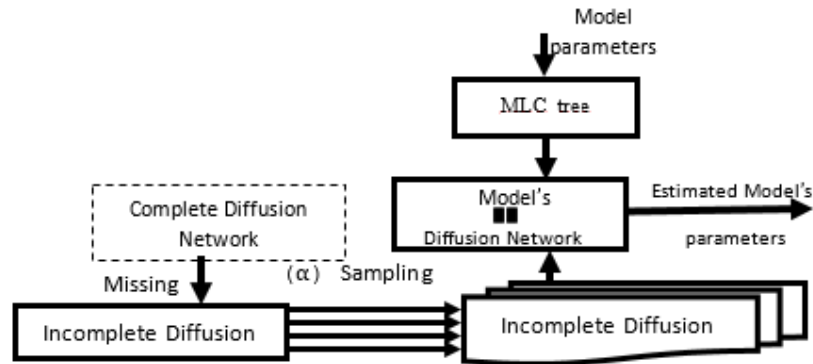 Model
parameters
MLC tree
Model's
Diffusion Network
Estimated Model's
parameters
Complete Diffusion
Network
Missing
(α) Sampling
Incomplete Diffusion
Incomplete Diffusion